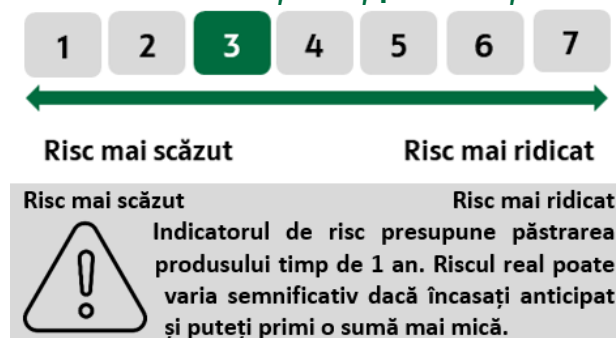 1 2 3 4 5 6 7
Risc mai scăzut Risc mai ridicat
Risc mai scăzut Risc mai ridicat
Indicatorul de risc presupune păstrarea
produsului timp de 1 an. Riscul real poate
varia semnificativ dacă încasați anticipat
și puteți primi o sumă mai mică.